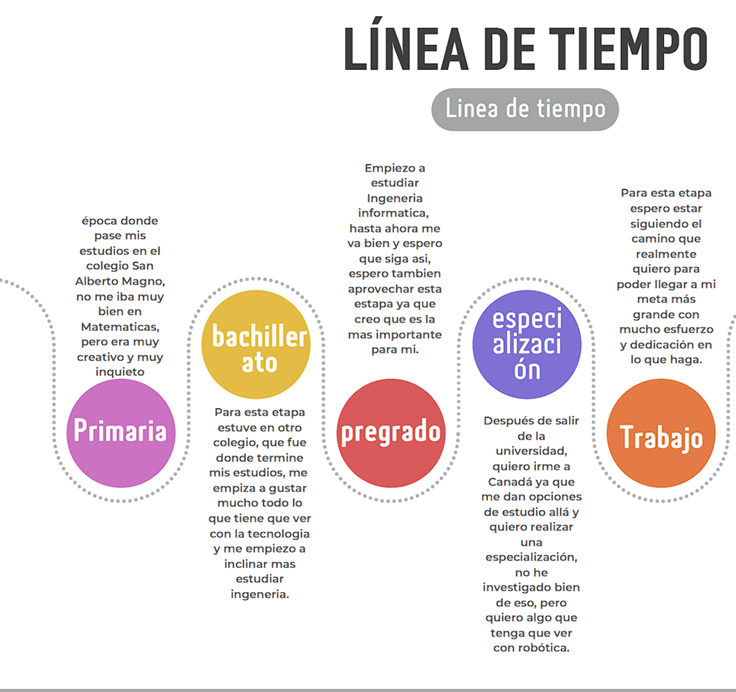 LÍNEA DE TIEMPO
Linea de tiempo
época donde
pase mis
estudios en el
colegio San
Alberto Magno,
no me iba muy
bien en
Matematicas,
pero era muy
creativo y muy
inquieto
Primaria
bachiller
ato
Para esta etapa
estuve en otro
colegio, que fue
donde termine
mis estudios, me
empiza a gustar
mucho todo lo
que tiene que ver
con la tecnologia
y me empiezo a
inclinar mas
estudiar
ingeneria.
Empiezo a
estudiar
Ingeneria
informatica,
hasta ahora me
va bien y espero
que siga asi,
espero tambien
aprovechar esta
estapa ya que
creo que es la
mas importante
para mi.
pregrado
especi
alizaci
ón
Después de salir
de la
universidad,
quiero irme a
Canadá ya que
me dan opciones
de estudio allá y
quiero realizar
una
especialización,
no he
investigado bien
de eso, pero
quiero algo que
tenga que ver
con robótica.
Para esta etapa
espero estar
siguiendo el
camino que
realmente
quiero para
poder llegar a mi
meta más
grande con
mucho esfuerzo
y dedicación en
lo que haga.
Trabajo